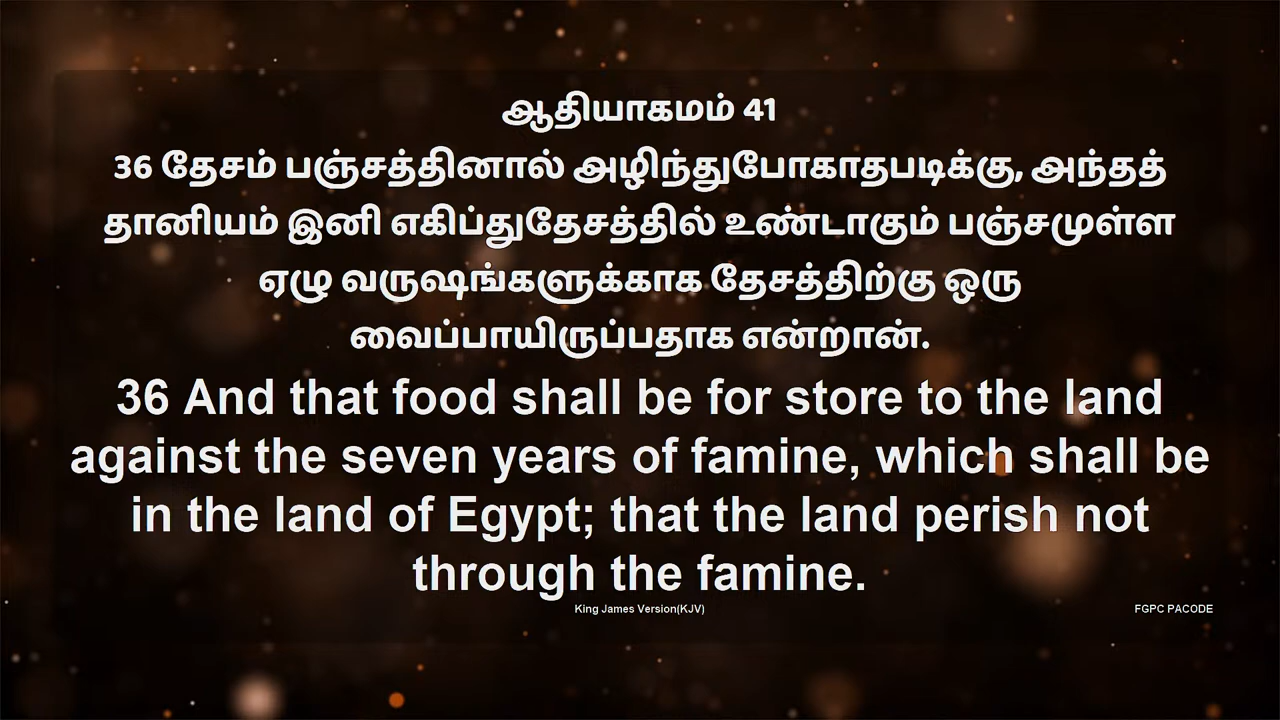 ஆதியாகமம் 41
36 தேசம் பஞ்சத்தினால் அழிந்துபோகாதபடிக்கு, அந்தத்
தானியம் இனி எகிப்துதேசத்தில் உண்டாகும் பஞ்சமுள்ள
ஏழு வருஷங்களுக்காக தேசத்திற்கு ஒரு
வைப்பாயிருப்பதாக என்றான்.
36 And that food shall be for store to the land
against the seven years of famine, which shall be
in the land of Egypt; that the land perish not
through the famine.
King James Version(KJV)
FGPC PACODE